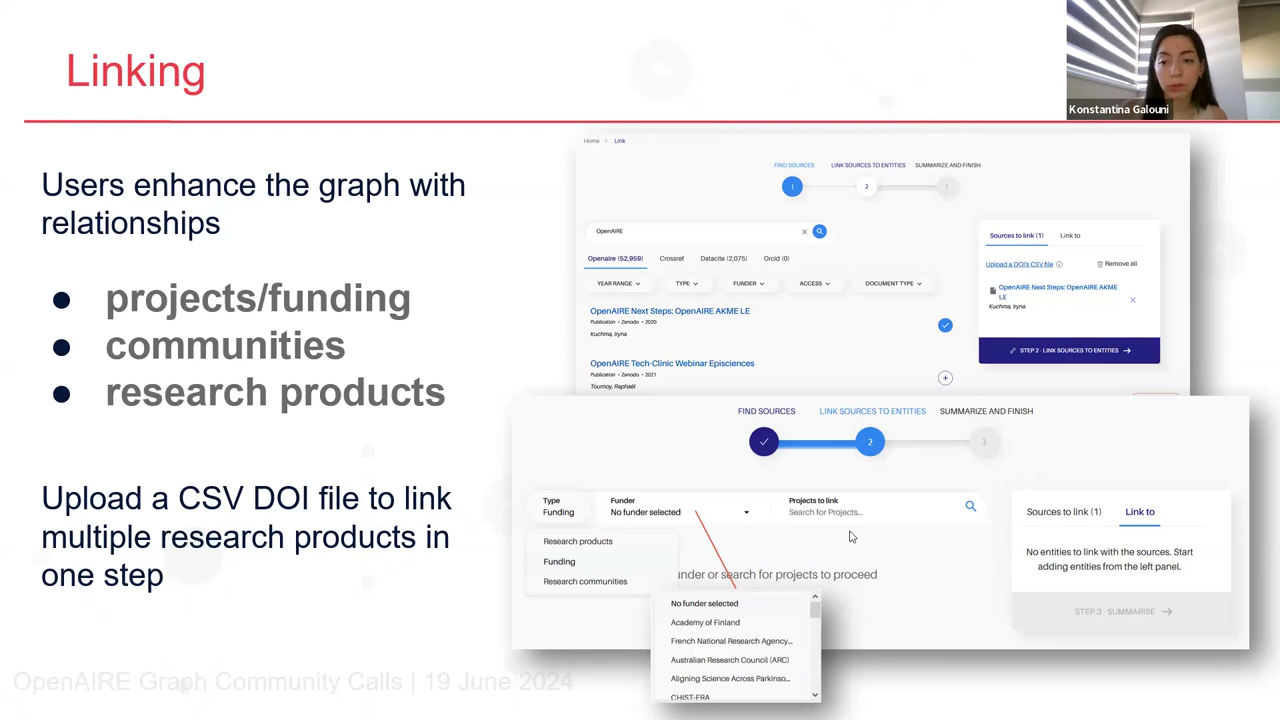 Linking
Konstantina Galouni
Users enhance the graph with
relationships
● projects/funding
● communities
● research products
Upload a CSV DOI file to link
multiple research products in
one step
Home > Link
FIND SOURCES LINK SOURCES TO ENTITIES SUMMARIZE AND FINISH
1 2 3
OpenAIRE
Openaire (52,959) Crossref Datacite (2,075) Orcid (0)
YEAR RANGE TYPE FUNDER ACCESS DOCUMENT TYPE
OpenAIRE Next Steps: OpenAIRE AKME LE
Publication • Zenodo • 2020
Kuchma, Iryna
OpenAIRE Tech-Clinic Webinar Episciences
Publication • Zenodo • 2021
Tournoy, Raphaël
Sources to link (1) Link to
Upload a DOI's CSV file Remove all
OpenAIRE Next Steps: OpenAIRE AKME
LE
Kuchma, Iryna
STEP 2 - LINK SOURCES TO ENTITIES →
FIND SOURCES LINK SOURCES TO ENTITIES SUMMARIZE AND FINISH
2 3
Type Funder Projects to link
Funding No funder selected Search for Projects...
Research products
Funding
Research communities
under or search for projects to proceed
No funder selected
Academy of Finland
French National Research Agency...
Australian Research Council (ARC)
Aligning Science Across Parkinso...
CHIST-ERA
Sources to link (1) Link to
No entities to link with the sources. Start
adding entities from the left panel.
STEP 3 - SUMMARISE →
OpenAIRE Graph Community Calls | 19 June 2024